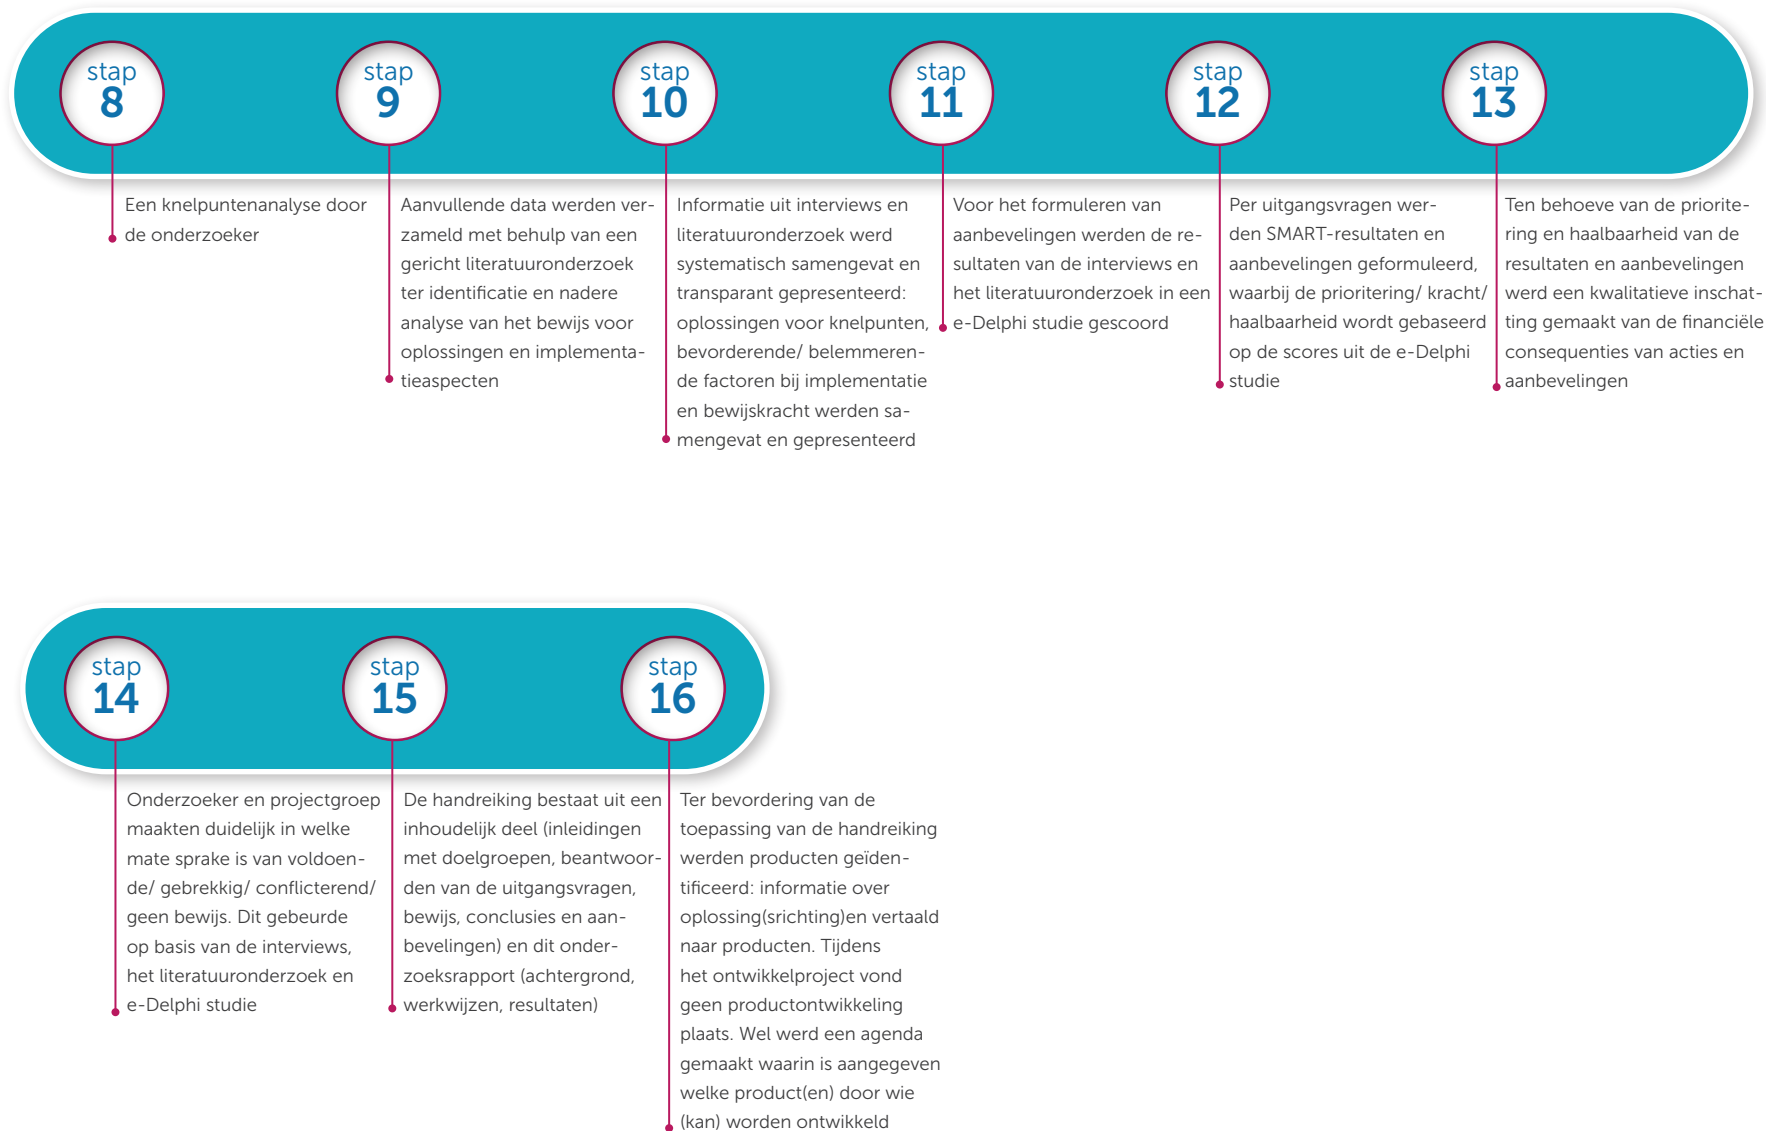 stap
8
Een knelpuntenanalyse door
de onderzoeker
stap
9
Aanvullende data werden ver-
zameld met behulp van een
gericht literatuuronderzoek
ter identificatie en nadere
analyse van het bewijs voor
oplossingen en implementa-
tieaspecten
stap
10
Informatie uit interviews en
literatuuronderzoek werd
systematisch samengevat en
transparant gepresenteerd:
oplossingen voor knelpunten,
bevorderende/ belemmeren-
de factoren bij implementatie
en bewijskracht werden sa-
mengevat en gepresenteerd
stap
11
Voor het formuleren van
aanbevelingen werden de re-
sultaten van de interviews en
het literatuuronderzoek in een
e-Delphi studie gescoord
stap
12
Per uitgangsvragen wer-
den SMART-resultaten en
aanbevelingen geformuleerd,
waarbij de prioritering/ kracht/
haalbaarheid wordt gebaseerd
op de scores uit de e-Delphi
studie
stap
13
Ten behoeve van de priorite-
ring en haalbaarheid van de
resultaten en aanbevelingen
werd een kwalitatieve inschat-
ting gemaakt van de financiële
consequenties van acties en
aanbevelingen
stap
14
Onderzoeker en projectgroep
maakten duidelijk in welke
mate sprake is van voldoen-
de/ gebrekkig/ conflicterend/
geen bewijs. Dit gebeurde
op basis van de interviews,
het literatuuronderzoek en
e-Delphi studie
stap
15
De handreiking bestaat uit een
inhoudelijk deel (inleidingen
met doelgroepen, beantwoor-
den van de uitgangsvragen,
bewijs, conclusies en aan-
bevelingen) en dit onder-
zoeksrapport (achtergrond,
werkwijzen, resultaten)
stap
16
Ter bevordering van de
toepassing van de handreiking
werden producten geïden-
tificeerd: informatie over
oplossing(srichting)en vertaald
naar producten. Tijdens
het ontwikkelproject vond
geen productontwikkeling
plaats. Wel werd een agenda
gemaakt waarin is aangegeven
welke product(en) door wie
(kan) worden ontwikkeld